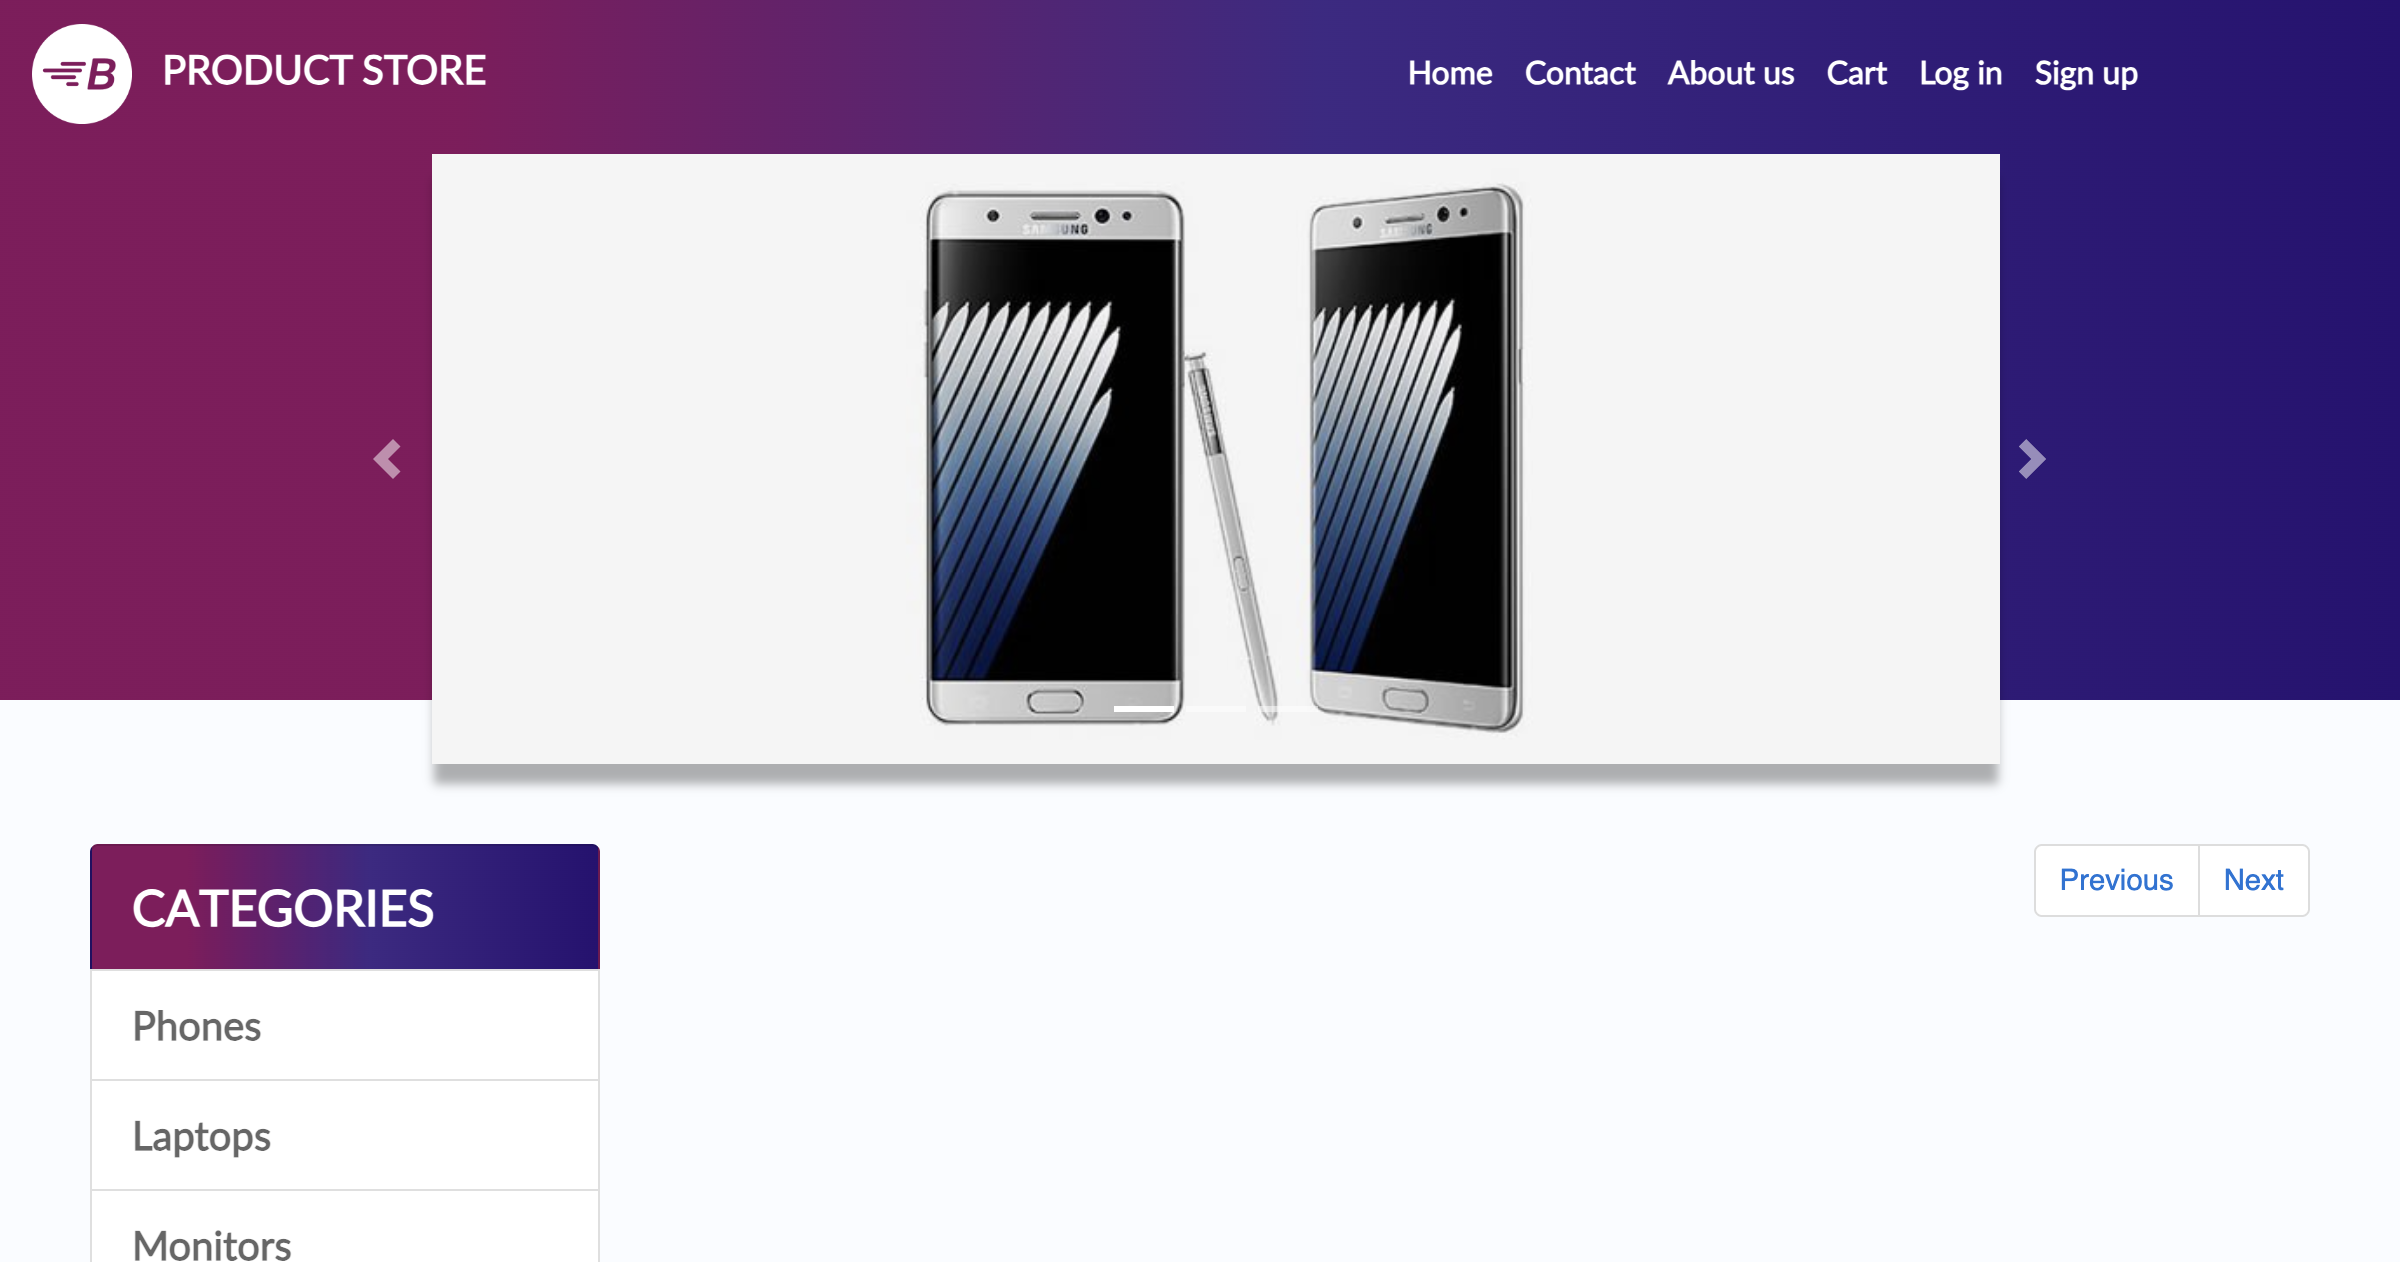 B PRODUCT STORE
Home Contact About us Cart Log in Sign up
SAMSUNG
SAMSUNG
CATEGORIES
Previous Next
Phones
Laptops
Monitors